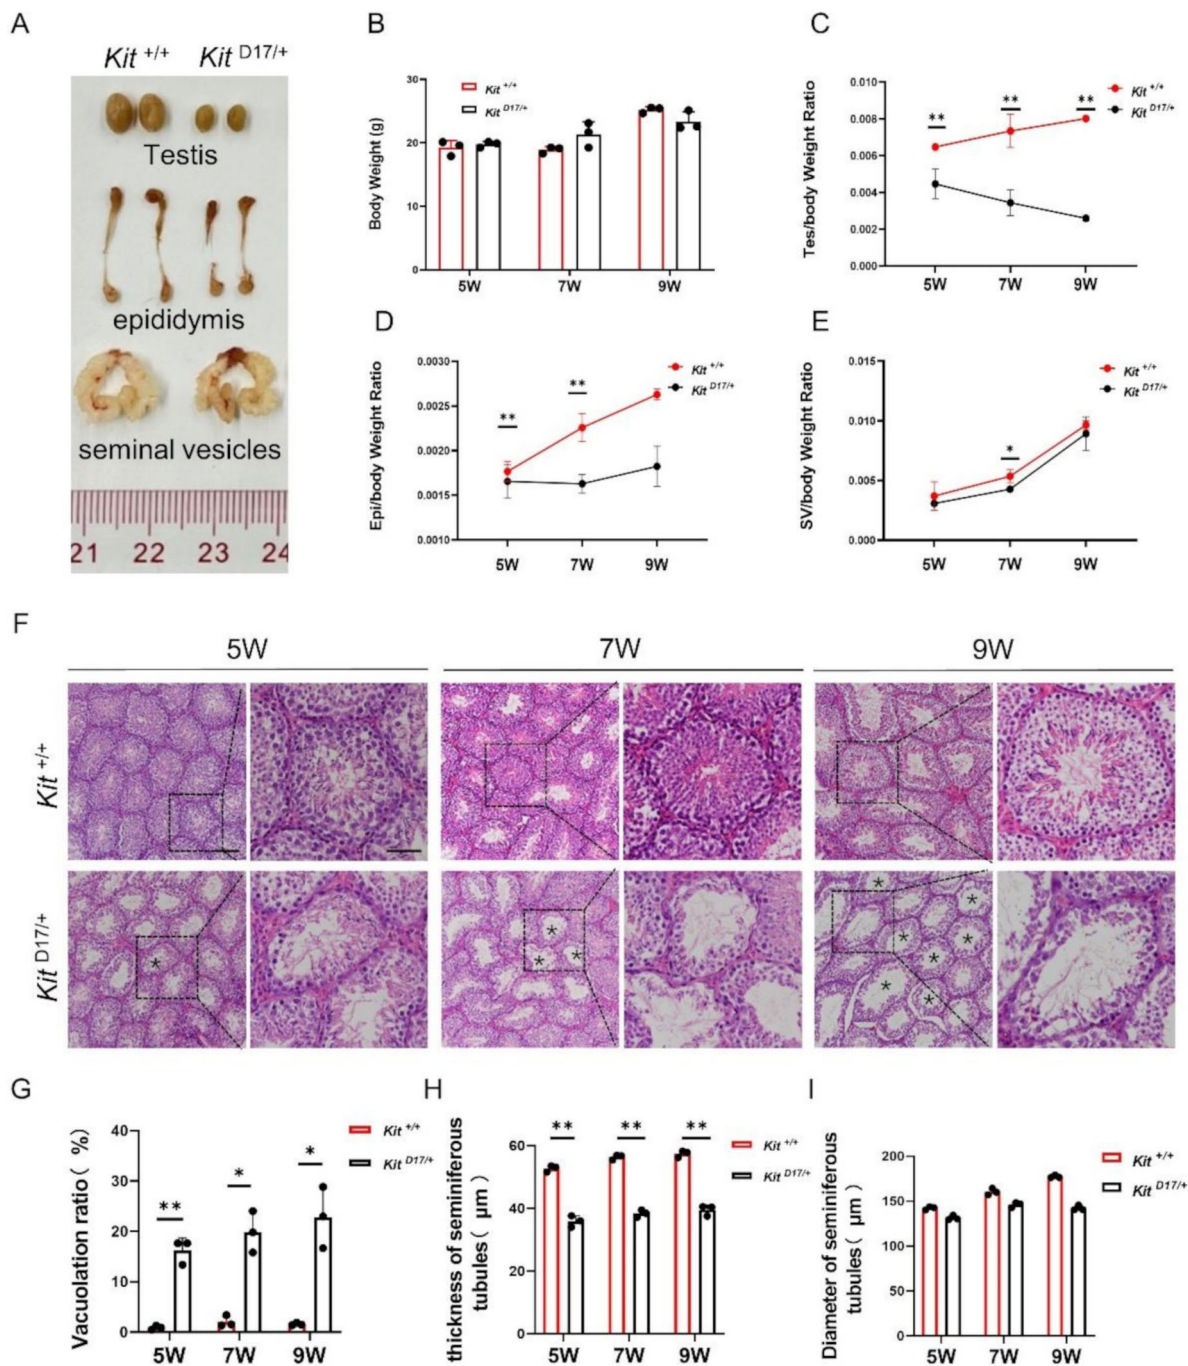 A
Kit +/+ Kit D17/+
Testis
epididymis
seminal vesicles
21 22 23 24
B
Body Weight (g)
30
20
10
0
Kit +/+
Kit D17/+
5W 7W 9W
C
Tes/body Weight Ratio
0.010
0.008
0.006
0.004
0.002
0.000
** ** **
Kit +/+
Kit D17/+
5W 7W 9W
D
Epi/body Weight Ratio
0.0030
0.0025
0.0020
0.0015
0.0010
** **
Kit +/+
Kit D17/+
5W 7W 9W
E
SV/body Weight Ratio
0.015
0.010
0.005
0.000
*
Kit +/+
Kit D17/+
5W 7W 9W
F
5W 7W 9W
Kit +/+
Kit D17/+
* * * * * * * * * * *
G
Vacuolation ratio( %)
40
30
20
10
0
** * *
Kit +/+
Kit D17/+
5W 7W 9W
H
thickness of seminiferous
tubules( μm)
60
40
20
0
** ** **
Kit +/+
Kit D17/+
5W 7W 9W
I
Diameter of seminiferous
tubules( μm)
200
150
100
50
0
Kit +/+
Kit D17/+
5W 7W 9W